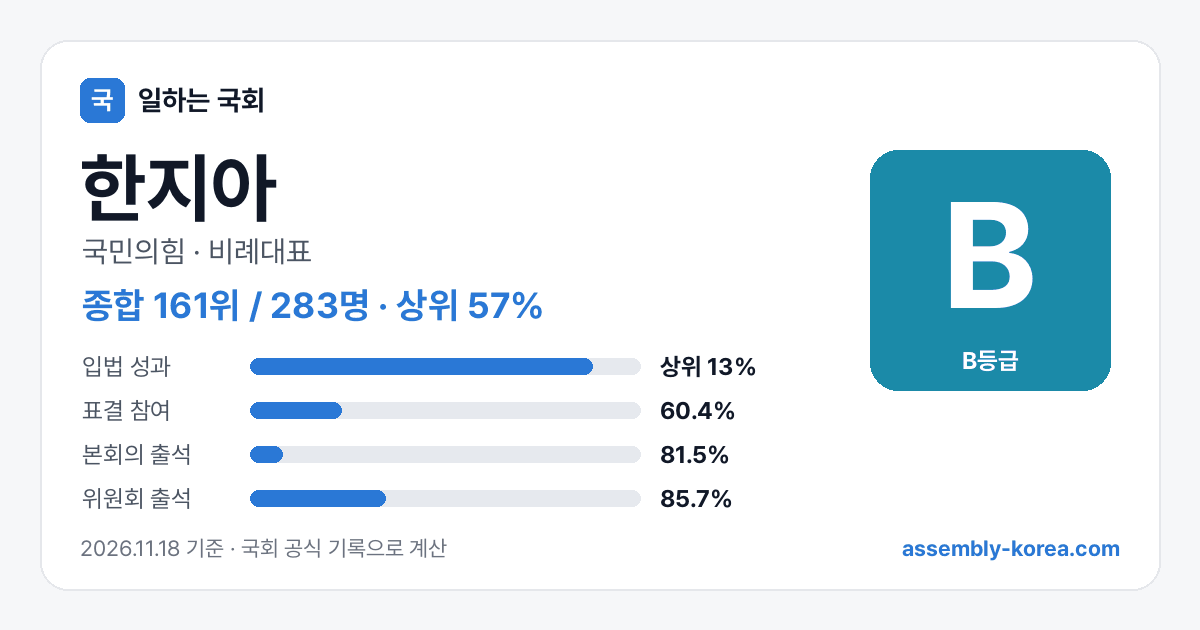 국 일하는 국회
한지아
국민의힘 · 비례대표
종합 161위 / 283명 · 상위 57%
B
B등급
입법 성과 상위 13%
표결 참여 60.4%
본회의 출석 81.5%
위원회 출석 85.7%
2026.11.18 기준 · 국회 공식 기록으로 계산
assembly-korea.com